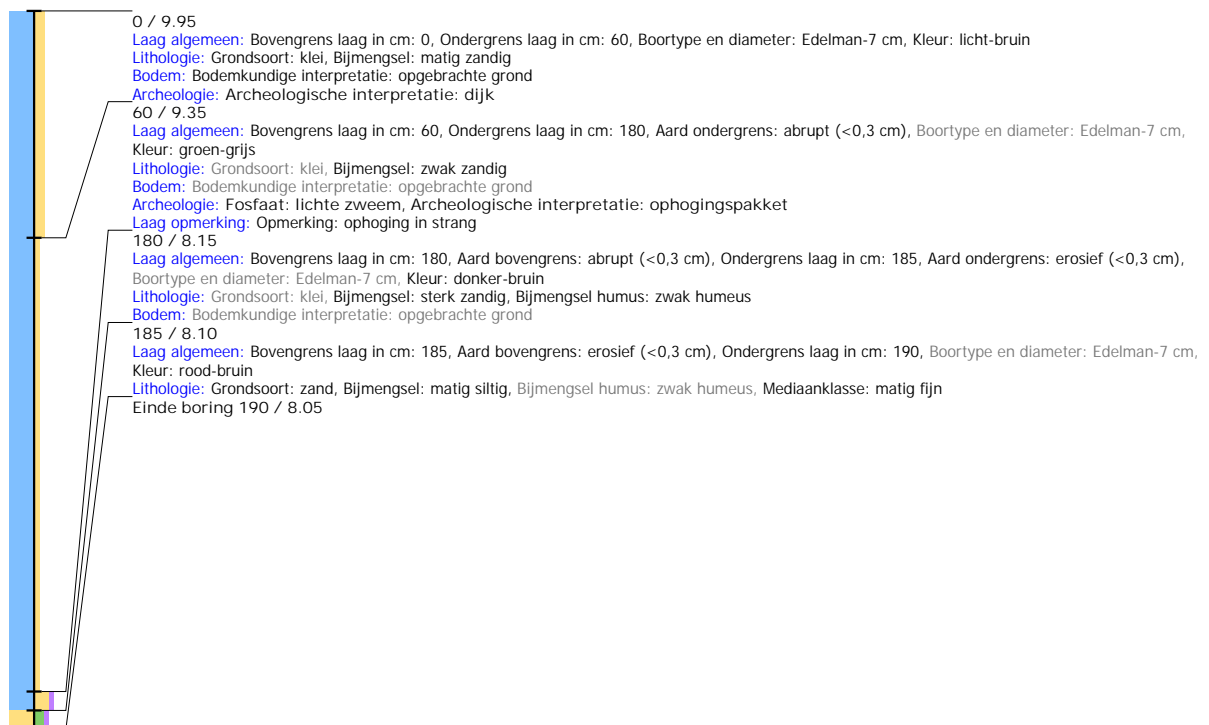 0 / 9.95
Laag algemeen: Bovengrens laag in cm: 0, Ondergrens laag in cm: 60, Boortype en diameter: Edelman-7 cm, Kleur: licht-bruin
Lithologie: Grondsoort: klei, Bijmengsel: matig zandig
Bodem: Bodemkundige interpretatie: opgebrachte grond
Archeologie: Archeologische interpretatie: dijk
60 / 9.35
Laag algemeen: Bovengrens laag in cm: 60, Ondergrens laag in cm: 180, Aard ondergrens: abrupt (<0,3 cm), Boortype en diameter: Edelman-7 cm,
Kleur: groen-grijs
Lithologie: Grondsoort: klei, Bijmengsel: zwak zandig
Bodem: Bodemkundige interpretatie: opgebrachte grond
Archeologie: Fosfaat: lichte zweem, Archeologische interpretatie: ophogingspakket
Laag opmerking: Opmerking: ophoging in strang
180 / 8.15
Laag algemeen: Bovengrens laag in cm: 180, Aard bovengrens: abrupt (<0,3 cm), Ondergrens laag in cm: 185, Aard ondergrens: erosief (<0,3 cm),
Boortype en diameter: Edelman-7 cm, Kleur: donker-bruin
Lithologie: Grondsoort: klei, Bijmengsel: sterk zandig, Bijmengsel humus: zwak humeus
Bodem: Bodemkundige interpretatie: opgebrachte grond
185 / 8.10
Laag algemeen: Bovengrens laag in cm: 185, Aard bovengrens: erosief (<0,3 cm), Ondergrens laag in cm: 190, Boortype en diameter: Edelman-7 cm,
Kleur: rood-bruin
Lithologie: Grondsoort: zand, Bijmengsel: matig siltig, Bijmengsel humus: zwak humeus, Mediaanklasse: matig fijn
Einde boring 190 / 8.05